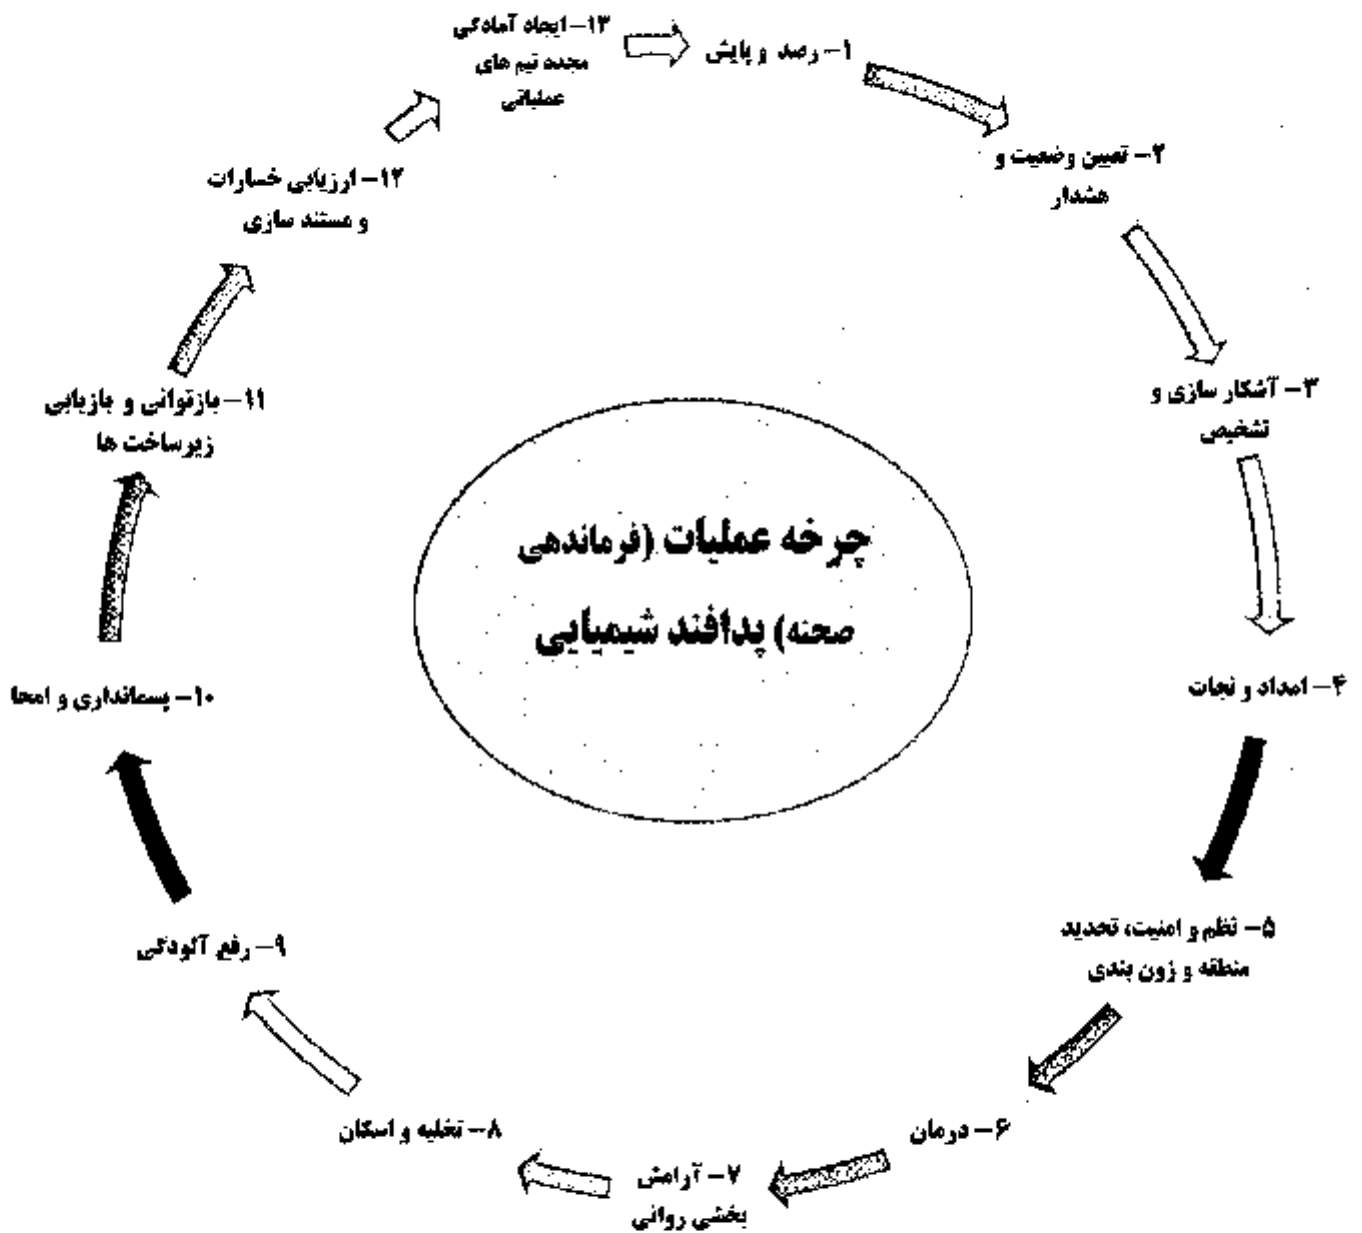 ۱- رصد و پایش
۲- تعیین وضعیت و
هشدار
۳- آشکار سازی و
تشخیص
۴- امداد و نجات
۵- نظم و امنیت، تحدید
منطقه و زون بندی
۶- درمان
۷- آرامش
بخشی روانی
۸- تخلیه و اسکان
۹- رفع آلودگی
۱۰- پسمانداری و امحا
۱۱- بازتوانی و بازیابی
زیرساخت ها
۱۲- ارزیابی خسارات
و مستند سازی
۱۳- ایجاد آمادگی
مجدد تیم های
عملیاتی
چرخه عملیات (فرماندهی
صحنه) پدافند شیمیایی